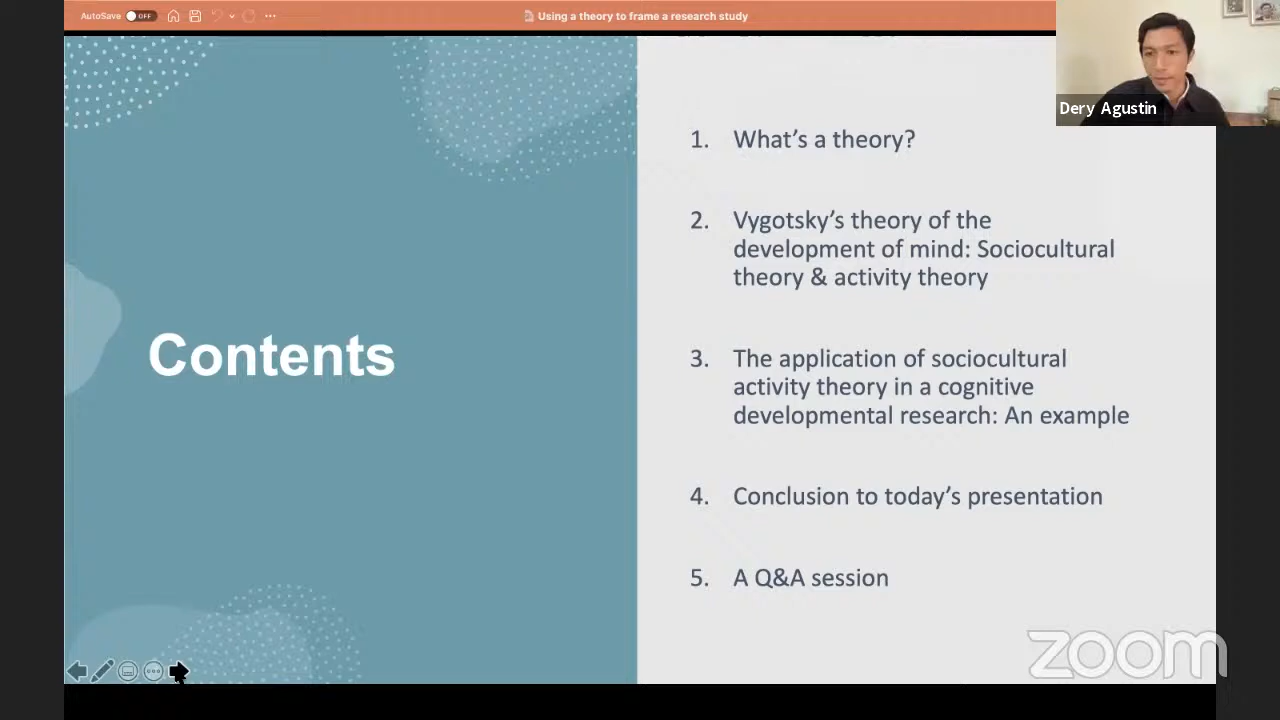 AutoSave OFF
Using a theory to frame a research study
Dery Agustin
Contents
1. What's a theory?
2. Vygotsky's theory of the
development of mind: Sociocultural
theory & activity theory
3. The application of sociocultural
activity theory in a cognitive
developmental research: An example
4. Conclusion to today's presentation
5. A Q&A session
zoom